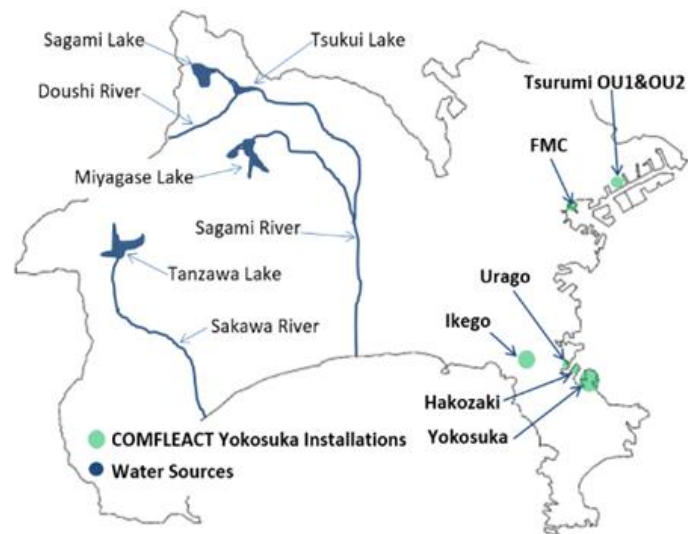 Sagami Lake
Tsukui Lake
Doushi River
Tsurumi OU1&OU2
FMC
Miyagase Lake
Sagami River
Tanzawa Lake
Urago
Ikego
Sakawa River
Hakozaki
Yokosuka
COMFLEACT Yokosuka Installations
Water Sources